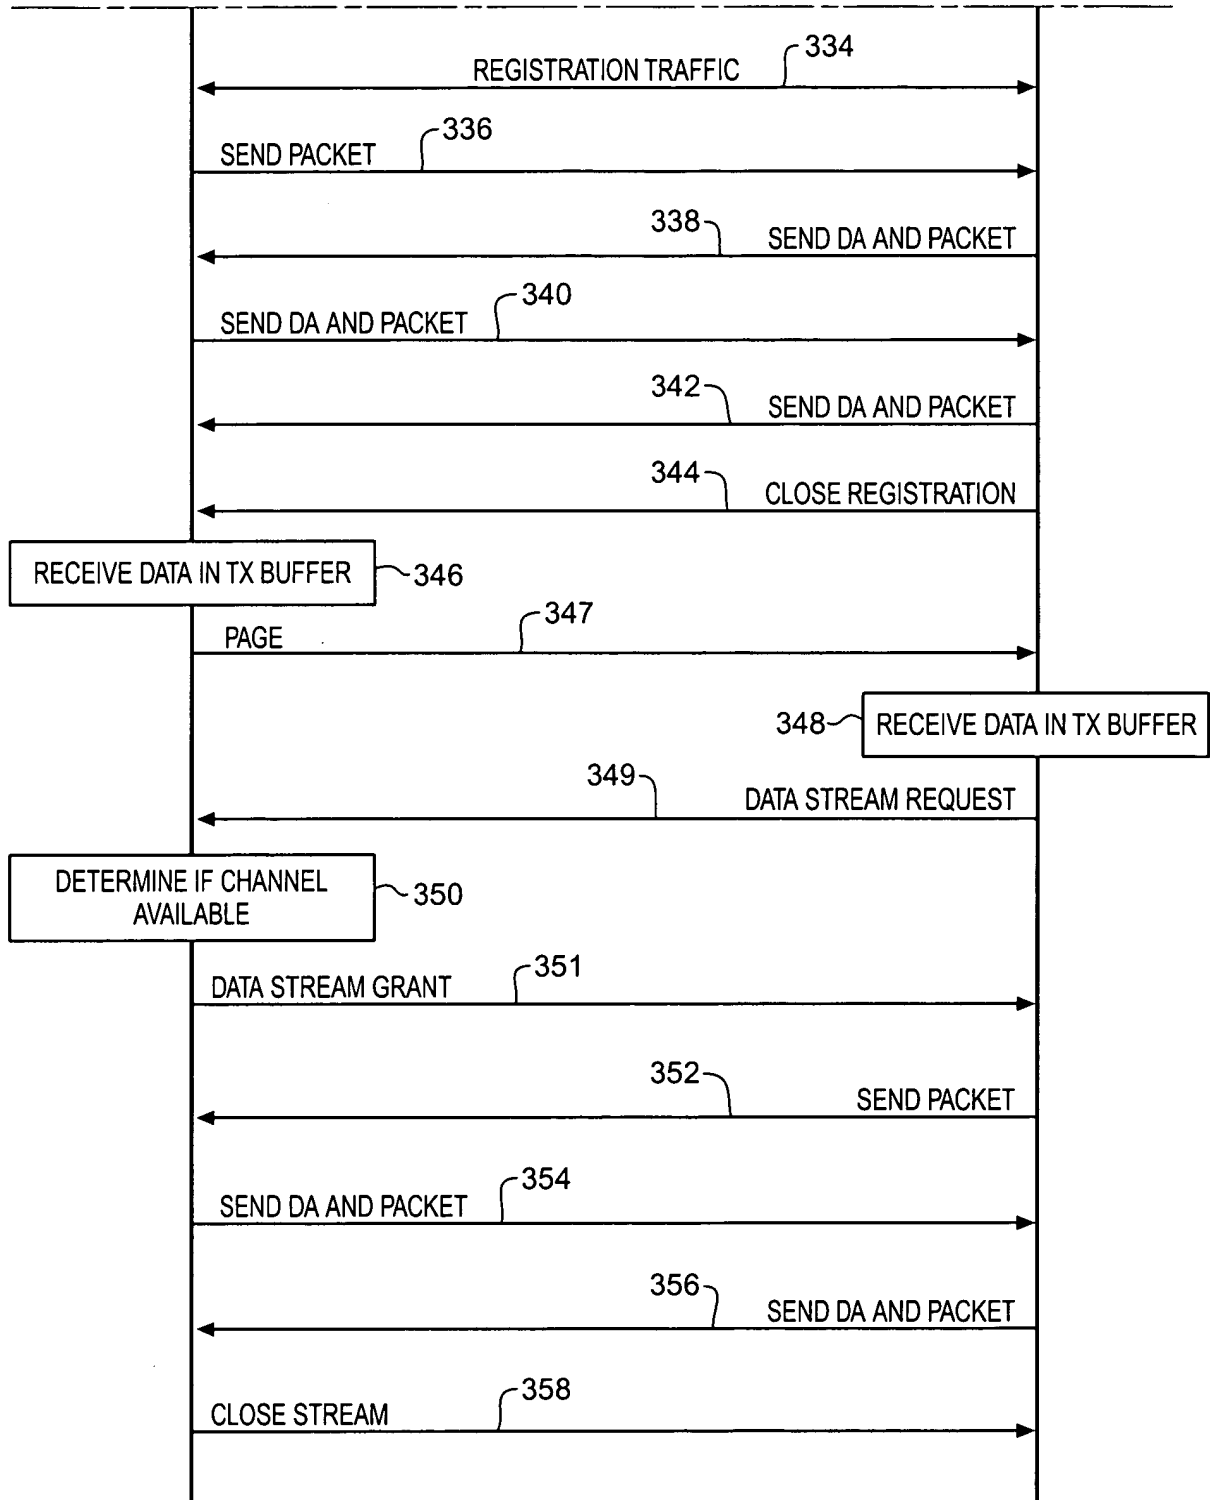 334
REGISTRATION TRAFFIC
336
SEND PACKET
338
SEND DA AND PACKET
340
SEND DA AND PACKET
342
SEND DA AND PACKET
344
CLOSE REGISTRATION
RECEIVE DATA IN TX BUFFER
346
347
PAGE
348
RECEIVE DATA IN TX BUFFER
349
DATA STREAM REQUEST
DETERMINE IF CHANNEL
AVAILABLE
350
351
DATA STREAM GRANT
352
SEND PACKET
354
SEND DA AND PACKET
356
SEND DA AND PACKET
358
CLOSE STREAM